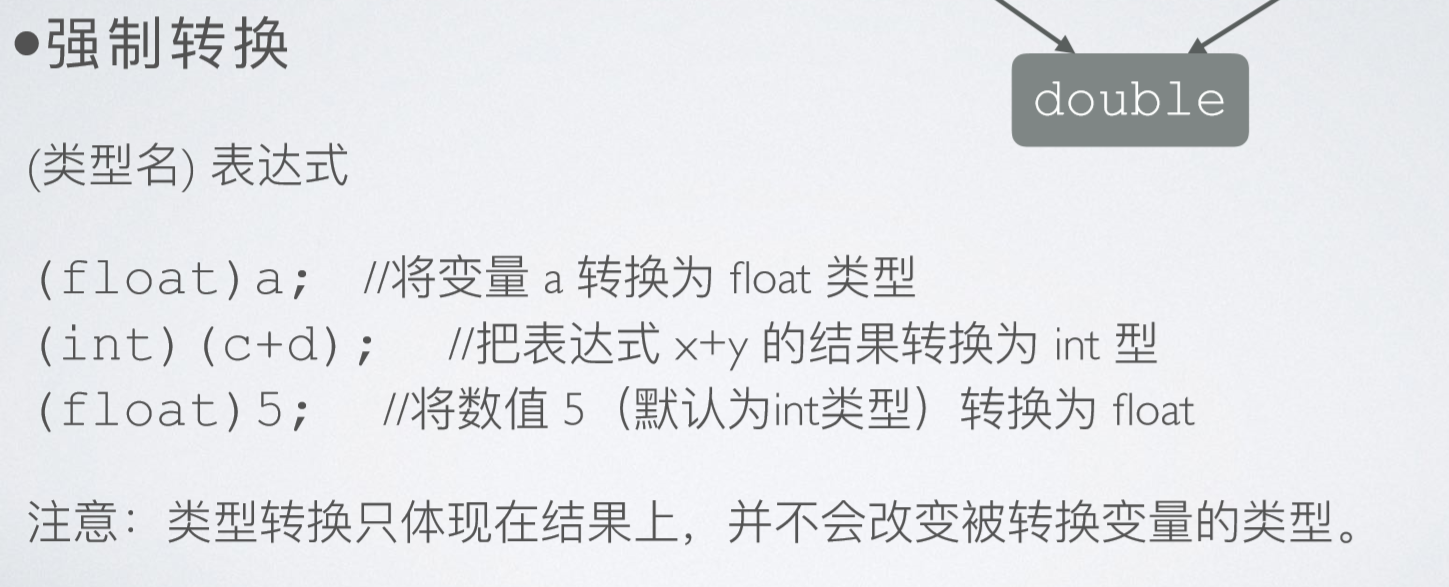 •强制转换
double
(类型名) 表达式
(float)a; //将变量 a 转换为 float 类型
(int)(c+d); //把表达式 x+y 的结果转换为 int 型
(float)5; //将数值 5（默认为int类型）转换为 float
注意：类型转换只体现在结果上，并不会改变被转换变量的类型。